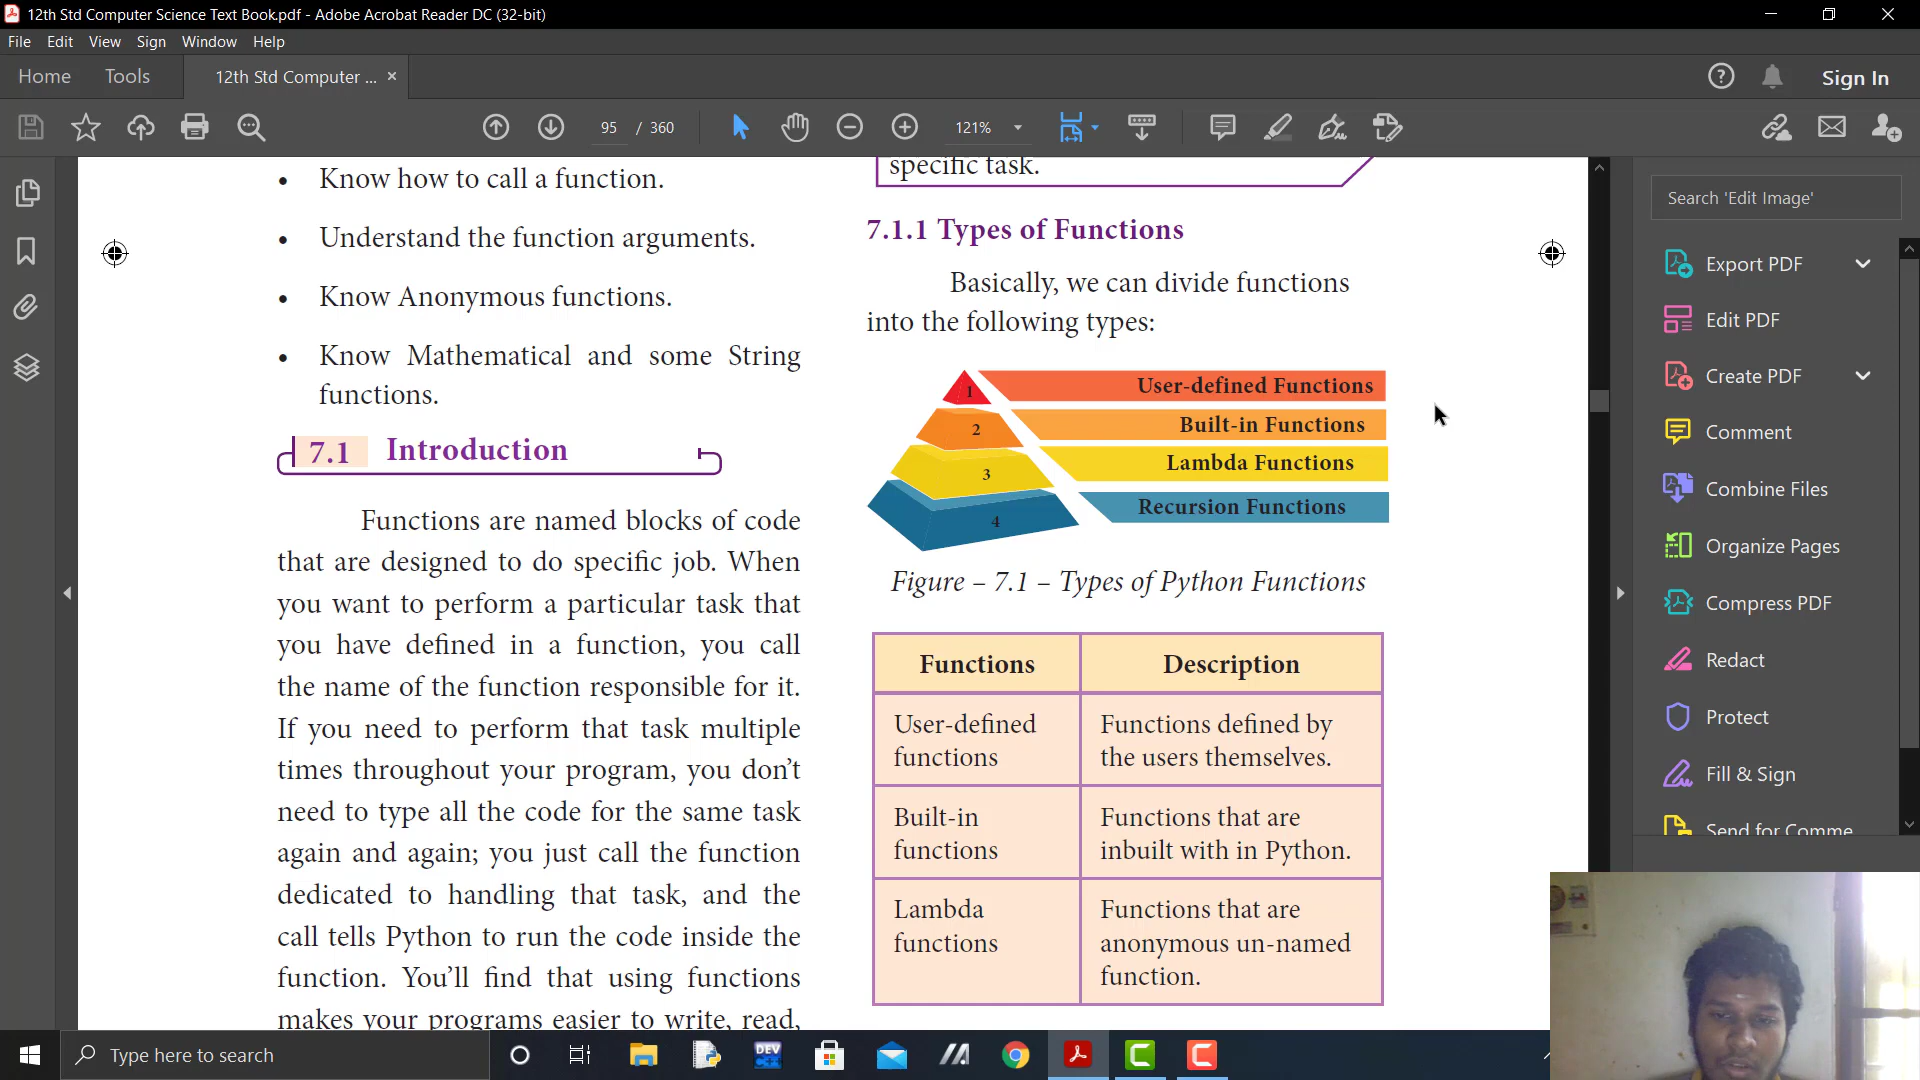 12th Std Computer Science Text Book.pdf - Adobe Acrobat Reader DC (32-bit)
File Edit View Sign Window Help
Home Tools 12th Std Computer ... × Sign In
95 / 360 121%
• Know how to call a function.
• Understand the function arguments.
• Know Anonymous functions.
• Know Mathematical and some String
functions.
7.1 Introduction
Functions are named blocks of code
that are designed to do specific job. When
you want to perform a particular task that
you have defined in a function, you call
the name of the function responsible for it.
If you need to perform that task multiple
times throughout your program, you don't
need to type all the code for the same task
again and again; you just call the function
dedicated to handling that task, and the
call tells Python to run the code inside the
function. You'll find that using functions
makes your programs easier to write, read,
specific task.
7.1.1 Types of Functions
Basically, we can divide functions
into the following types:
1 User-defined Functions
2 Built-in Functions
3 Lambda Functions
4 Recursion Functions
Figure – 7.1 – Types of Python Functions
Functions Description
User-defined
functions
Functions defined by
the users themselves.
Built-in
functions
Functions that are
inbuilt with in Python.
Lambda
functions
Functions that are
anonymous un-named
function.
Search 'Edit Image'
Export PDF
Edit PDF
Create PDF
Comment
Combine Files
Organize Pages
Compress PDF
Redact
Protect
Fill & Sign
Send for Comme
Type here to search
DEV
C++